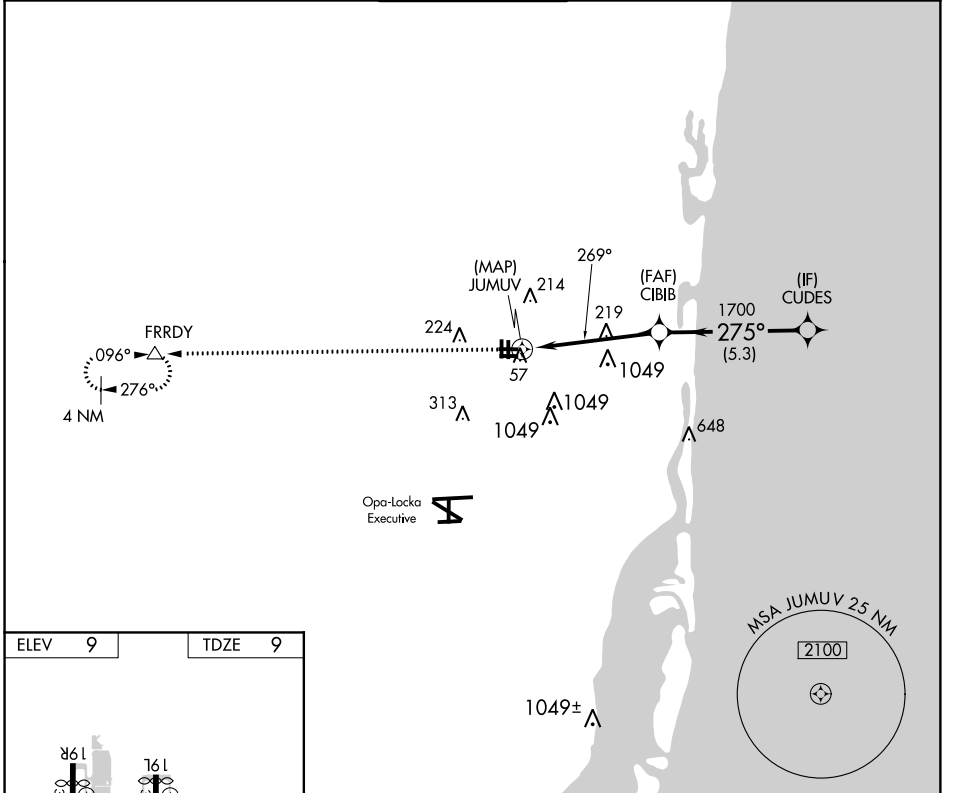 269°
(MAP)
JUMUV
214
(FAF)
CIBIB
(IF)
CUDES
219
1700
275°
(5.3)
FRRDY
224
096°
276°
4 NM
57
1049
313
1049
1049
648
Opa-Locka
Executive
MSA JUMUV 25 NM
2100
ELEV 9
TDZE 9
1049±
19R
19L